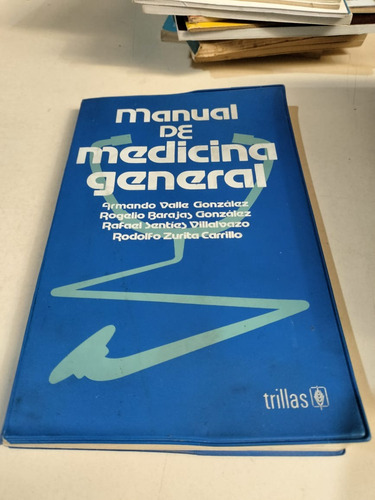 manual
DE
medicina
general
Armando Valle González
Rogelio Barajas González
Rafael Sentíes Villalvazo
Rodolfo Zurita Carrillo
trillas